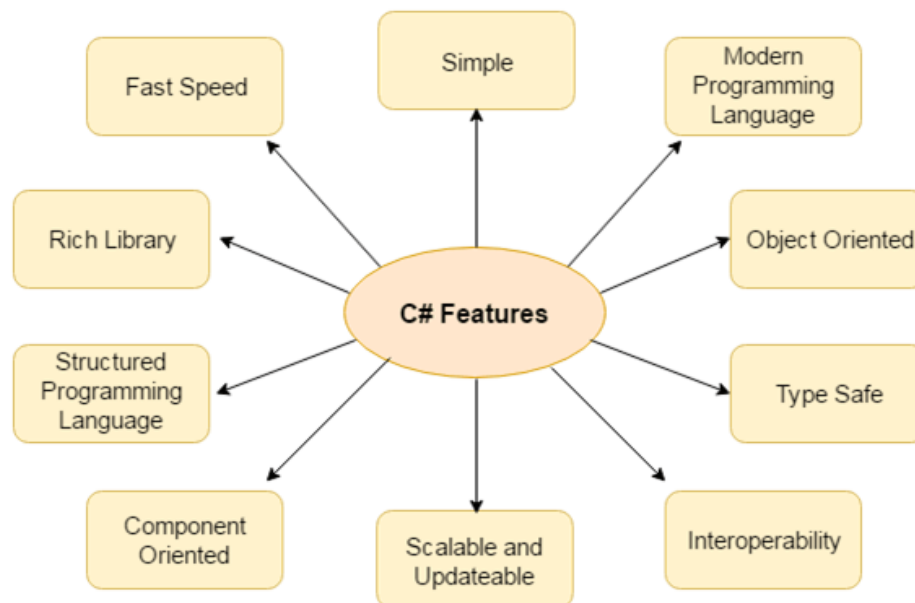 Simple
Fast Speed
Modern
Programming
Language
Rich Library
Object Oriented
C# Features
Structured
Programming
Language
Type Safe
Component
Oriented
Scalable and
Updateable
Interoperability